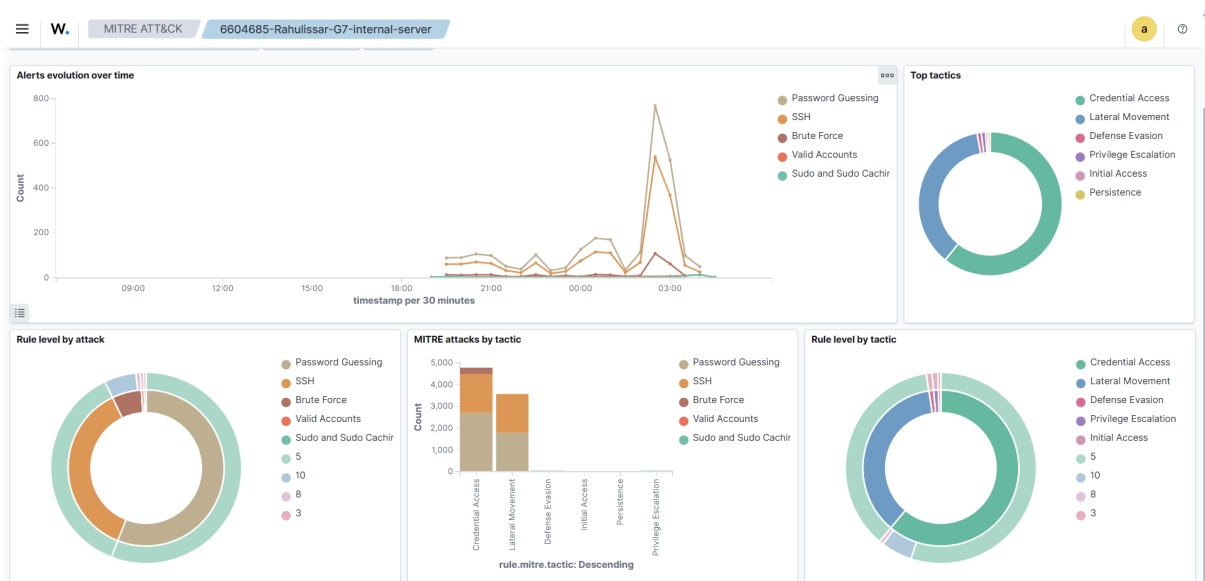 W.
MITRE ATT&CK
6604685-Rahulissar-G7-internal-server
a
Alerts evolution over time
800
600
400
200
0
Count
09:00
12:00
15:00
18:00
21:00
00:00
03:00
timestamp per 30 minutes
Password Guessing
SSH
Brute Force
Valid Accounts
Sudo and Sudo Cachir
Top tactics
Credential Access
Lateral Movement
Defense Evasion
Privilege Escalation
Initial Access
Persistence
Rule level by attack
Password Guessing
SSH
Brute Force
Valid Accounts
Sudo and Sudo Cachir
5
10
8
3
MITRE attacks by tactic
5,000
4,000
3,000
2,000
1,000
0
Count
Credential Access
Lateral Movement
Defense Evasion
Initial Access
Persistence
Privilege Escalation
rule.mitre.tactic: Descending
Password Guessing
SSH
Brute Force
Valid Accounts
Sudo and Sudo Cachir
Rule level by tactic
Credential Access
Lateral Movement
Defense Evasion
Privilege Escalation
Initial Access
5
10
8
3